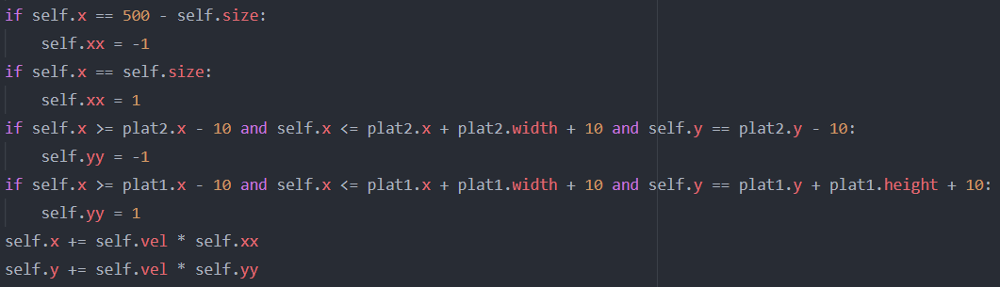 if self.x == 500 - self.size:
    self.xx = -1
if self.x == self.size:
    self.xx = 1
if self.x >= plat2.x - 10 and self.x <= plat2.x + plat2.width + 10 and self.y == plat2.y - 10:
    self.yy = -1
if self.x >= plat1.x - 10 and self.x <= plat1.x + plat1.width + 10 and self.y == plat1.y + plat1.height + 10:
    self.yy = 1
self.x += self.vel * self.xx
self.y += self.vel * self.yy